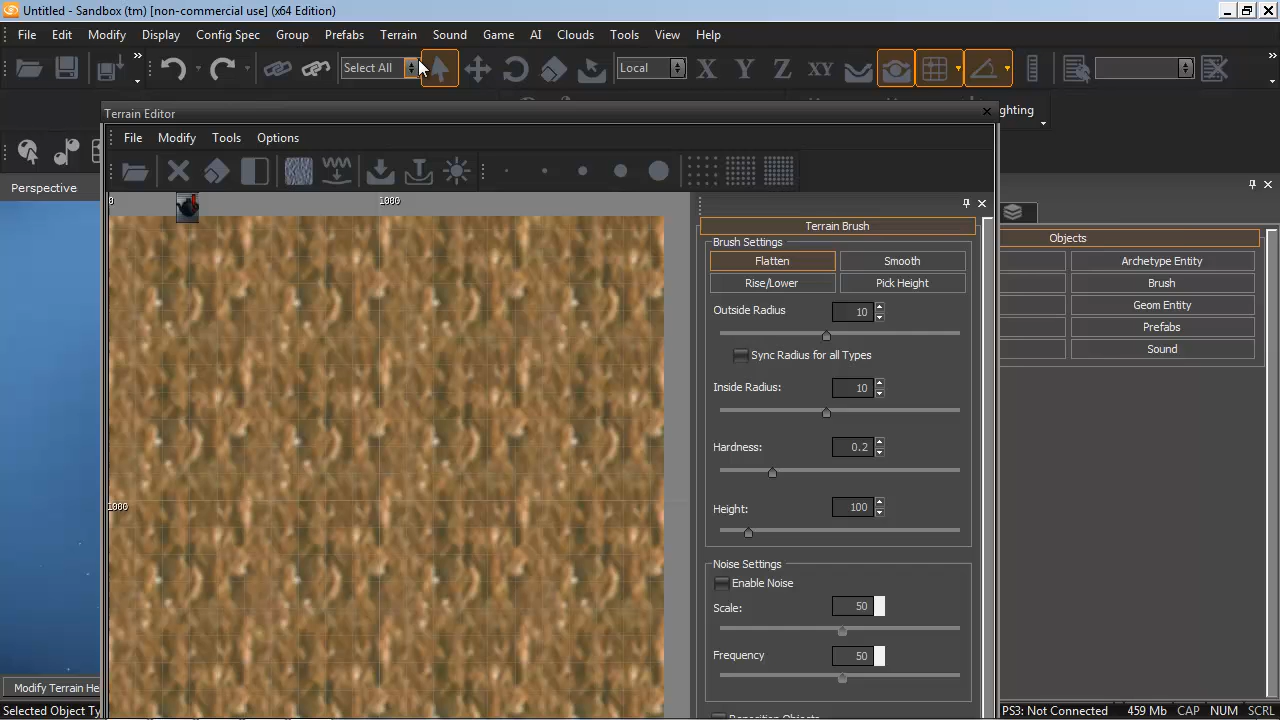 Untitled - Sandbox (tm) [non-commercial use] (x64 Edition)
File Edit Modify Display Config Spec Group Prefabs Terrain Sound Game AI Clouds Tools View Help
Select All Local X Y Z XY
Terrain Editor
ghting
File Modify Tools Options
Perspective
0 1000
Terrain Brush
Brush Settings
Objects
Flatten Smooth
Archetype Entity
Rise/Lower Pick Height
Brush
Outside Radius 10
Geom Entity
Prefabs
Sync Radius for all Types
Sound
Inside Radius: 10
Hardness: 0.2
1000
Height: 100
Noise Settings
Enable Noise
Scale: 50
Frequency 50
Modify Terrain He
Selected Object Ty
PS3: Not Connected 459 Mb CAP NUM SCRL